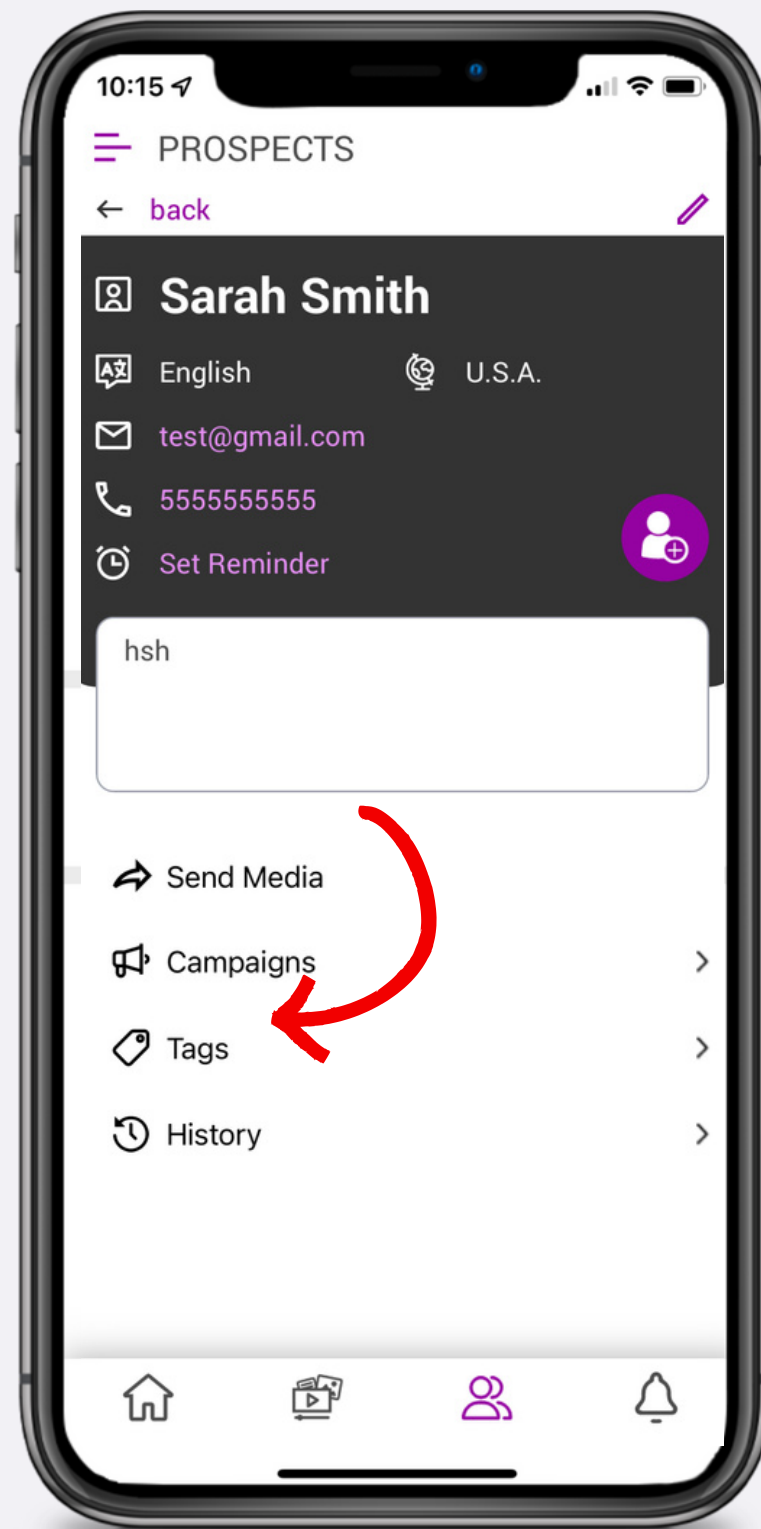 10:15
PROSPECTS
back
Sarah Smith
English U.S.A.
test@gmail.com
5555555555
Set Reminder
hsh
Send Media
Campaigns
Tags
History